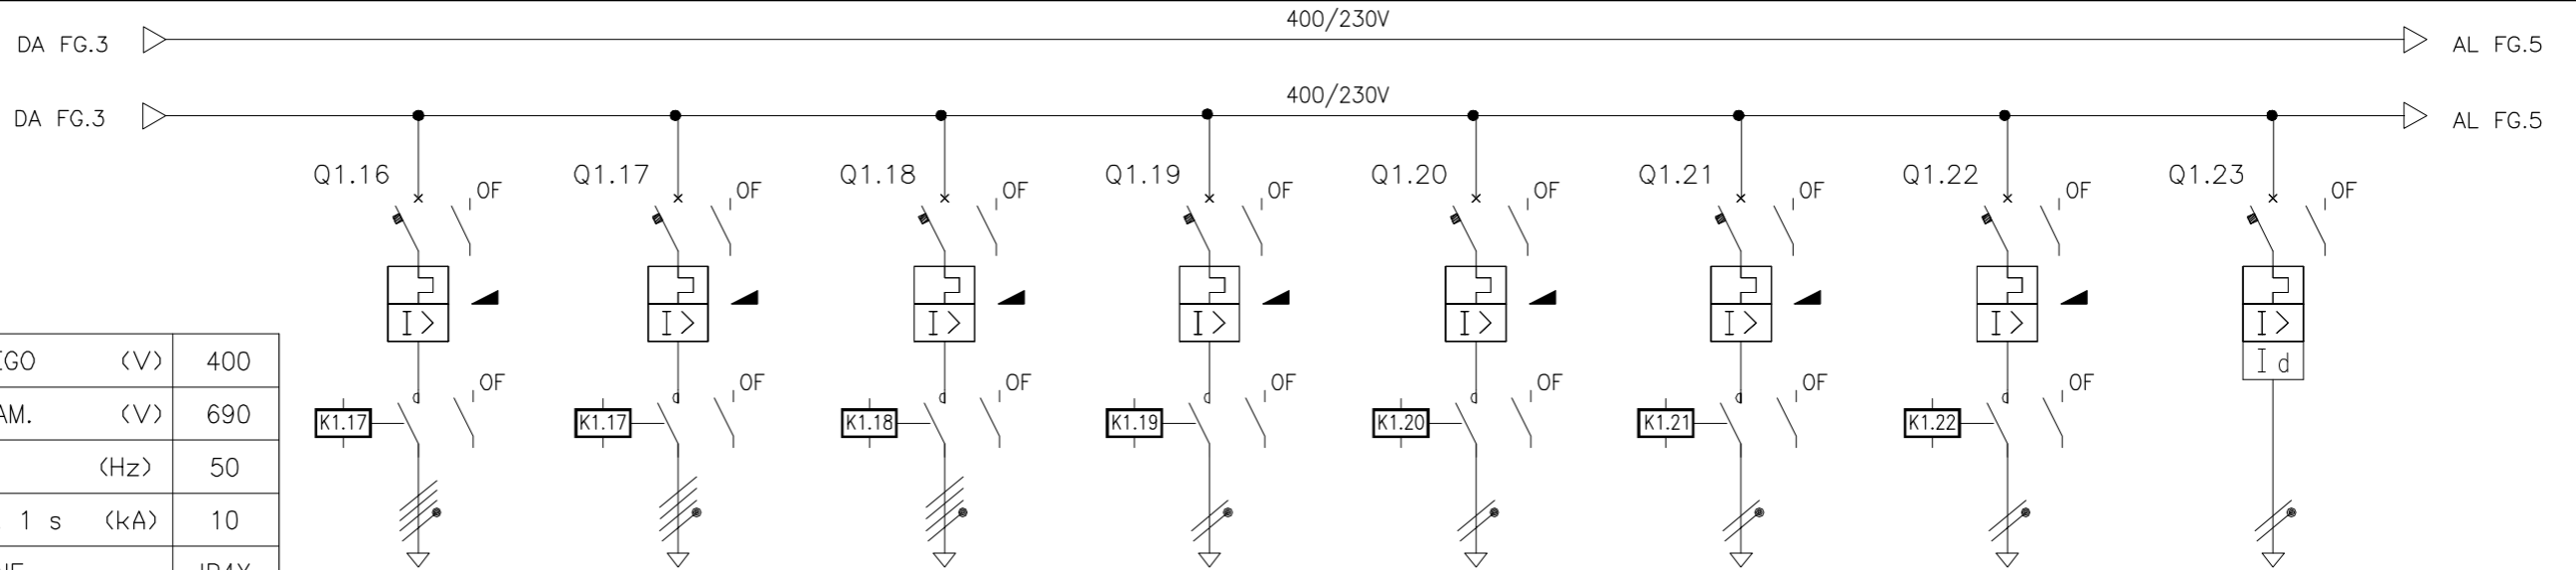 400/230V
DA FG.3 AL FG.5
400/230V
DA FG.3 AL FG.5
Q1.16 OF Q1.17 OF Q1.18 OF Q1.19 OF Q1.20 OF Q1.21 OF Q1.22 OF Q1.23 OF
I> I> I> I> I> I> I> I>
I d
OF OF OF OF OF OF OF
K1.17 K1.17 K1.18 K1.19 K1.20 K1.21 K1.22
EGO (V) 400
AM. (V) 690
(Hz) 50
1 s (kA) 10